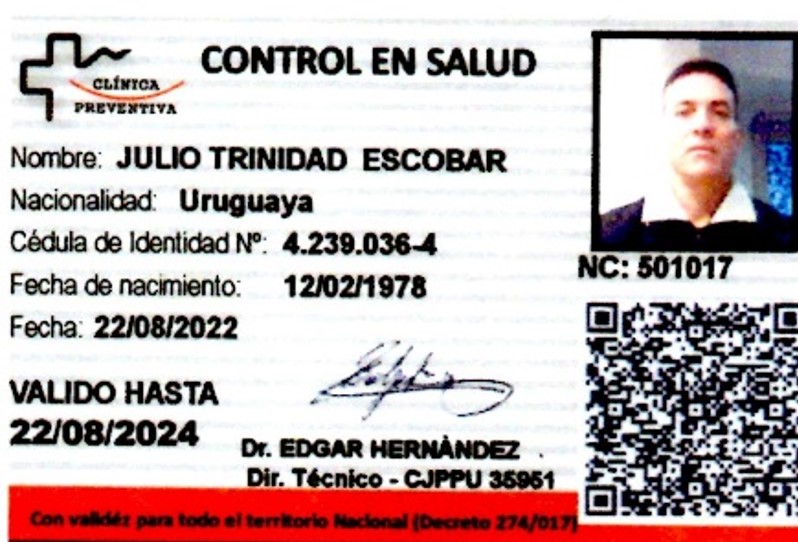 CLÍNICA
PREVENTIVA
CONTROL EN SALUD
Nombre: JULIO TRINIDAD ESCOBAR
Nacionalidad: Uruguaya
Cédula de Identidad Nº: 4.239.036-4
Fecha de nacimiento: 12/02/1978
Fecha: 22/08/2022
VALIDO HASTA
22/08/2024
Dr. EDGAR HERNÀNDEZ
Dir. Técnico - CJPPU 35951
NC: 501017
Con validéz para todo el territorio Nacional (Decreto 274/017)